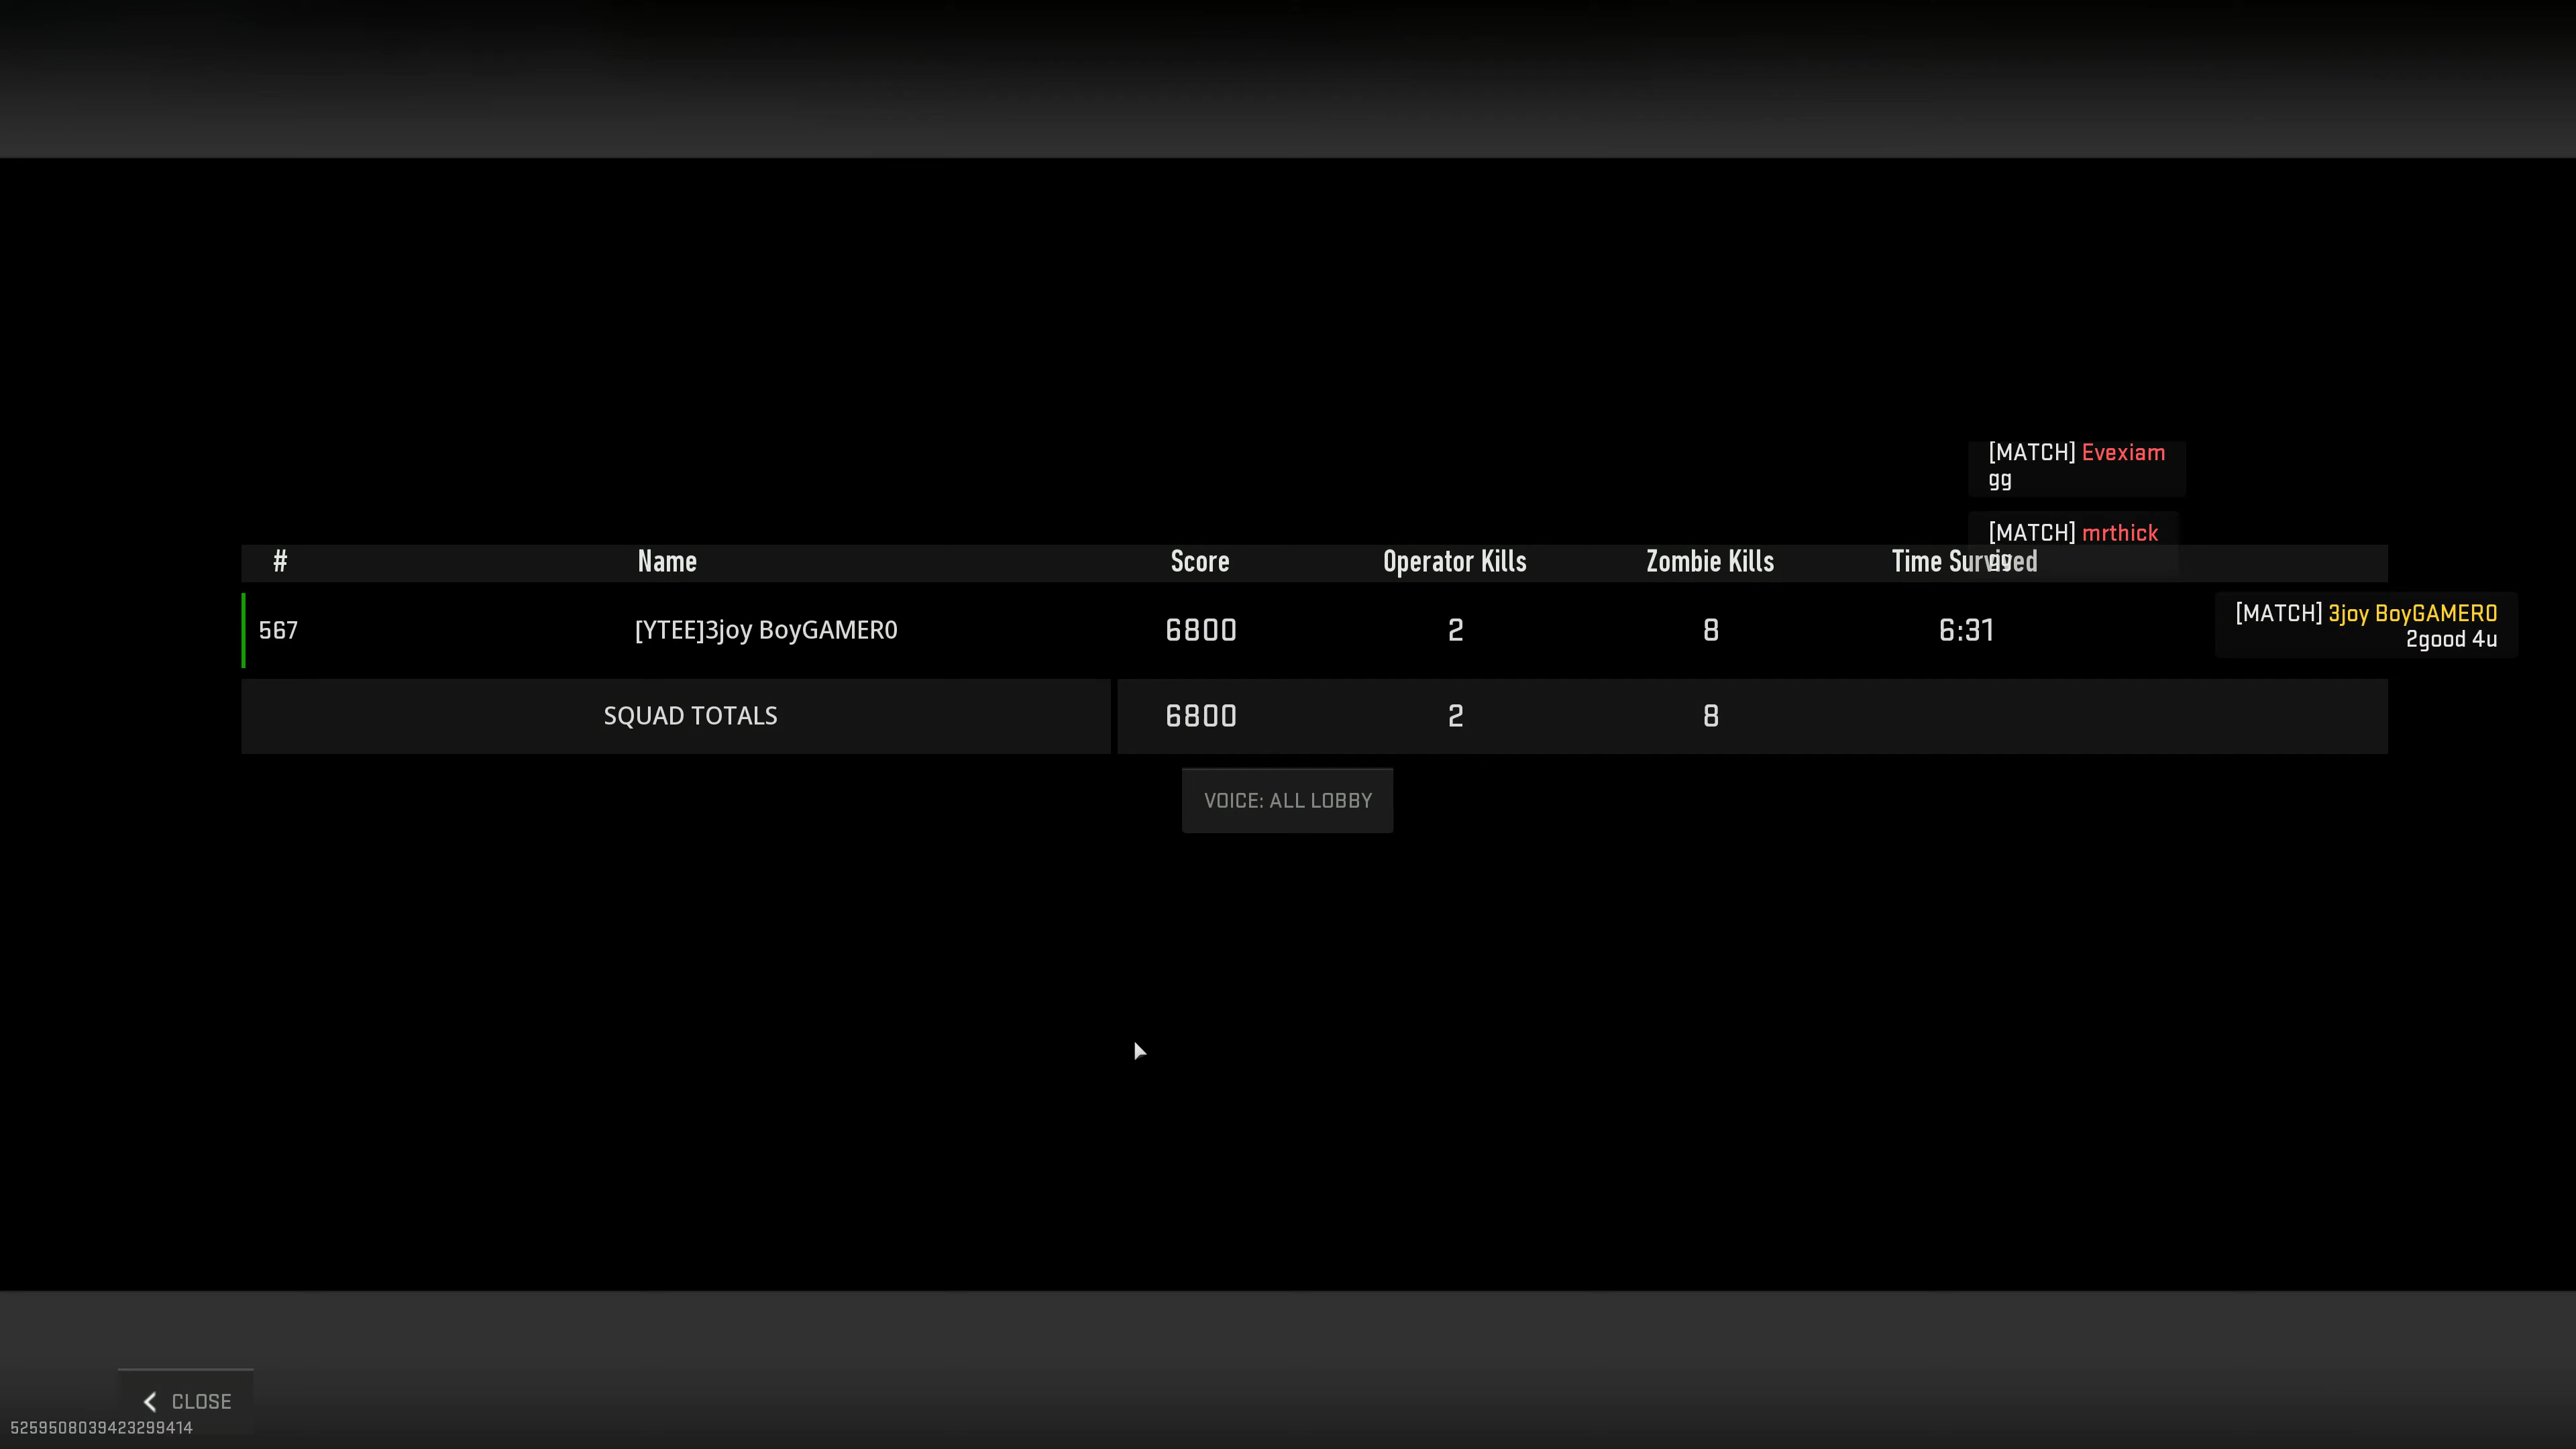 [MATCH] Evexiam
gg
[MATCH] mrthick
gg
# Name Score Operator Kills Zombie Kills Time Survived
567 [YTEE]3joy BoyGAMER0 6800 2 8 6:31
[MATCH] 3joy BoyGAMER0
2good 4u
SQUAD TOTALS 6800 2 8
VOICE: ALL LOBBY
CLOSE
5259508039423299414